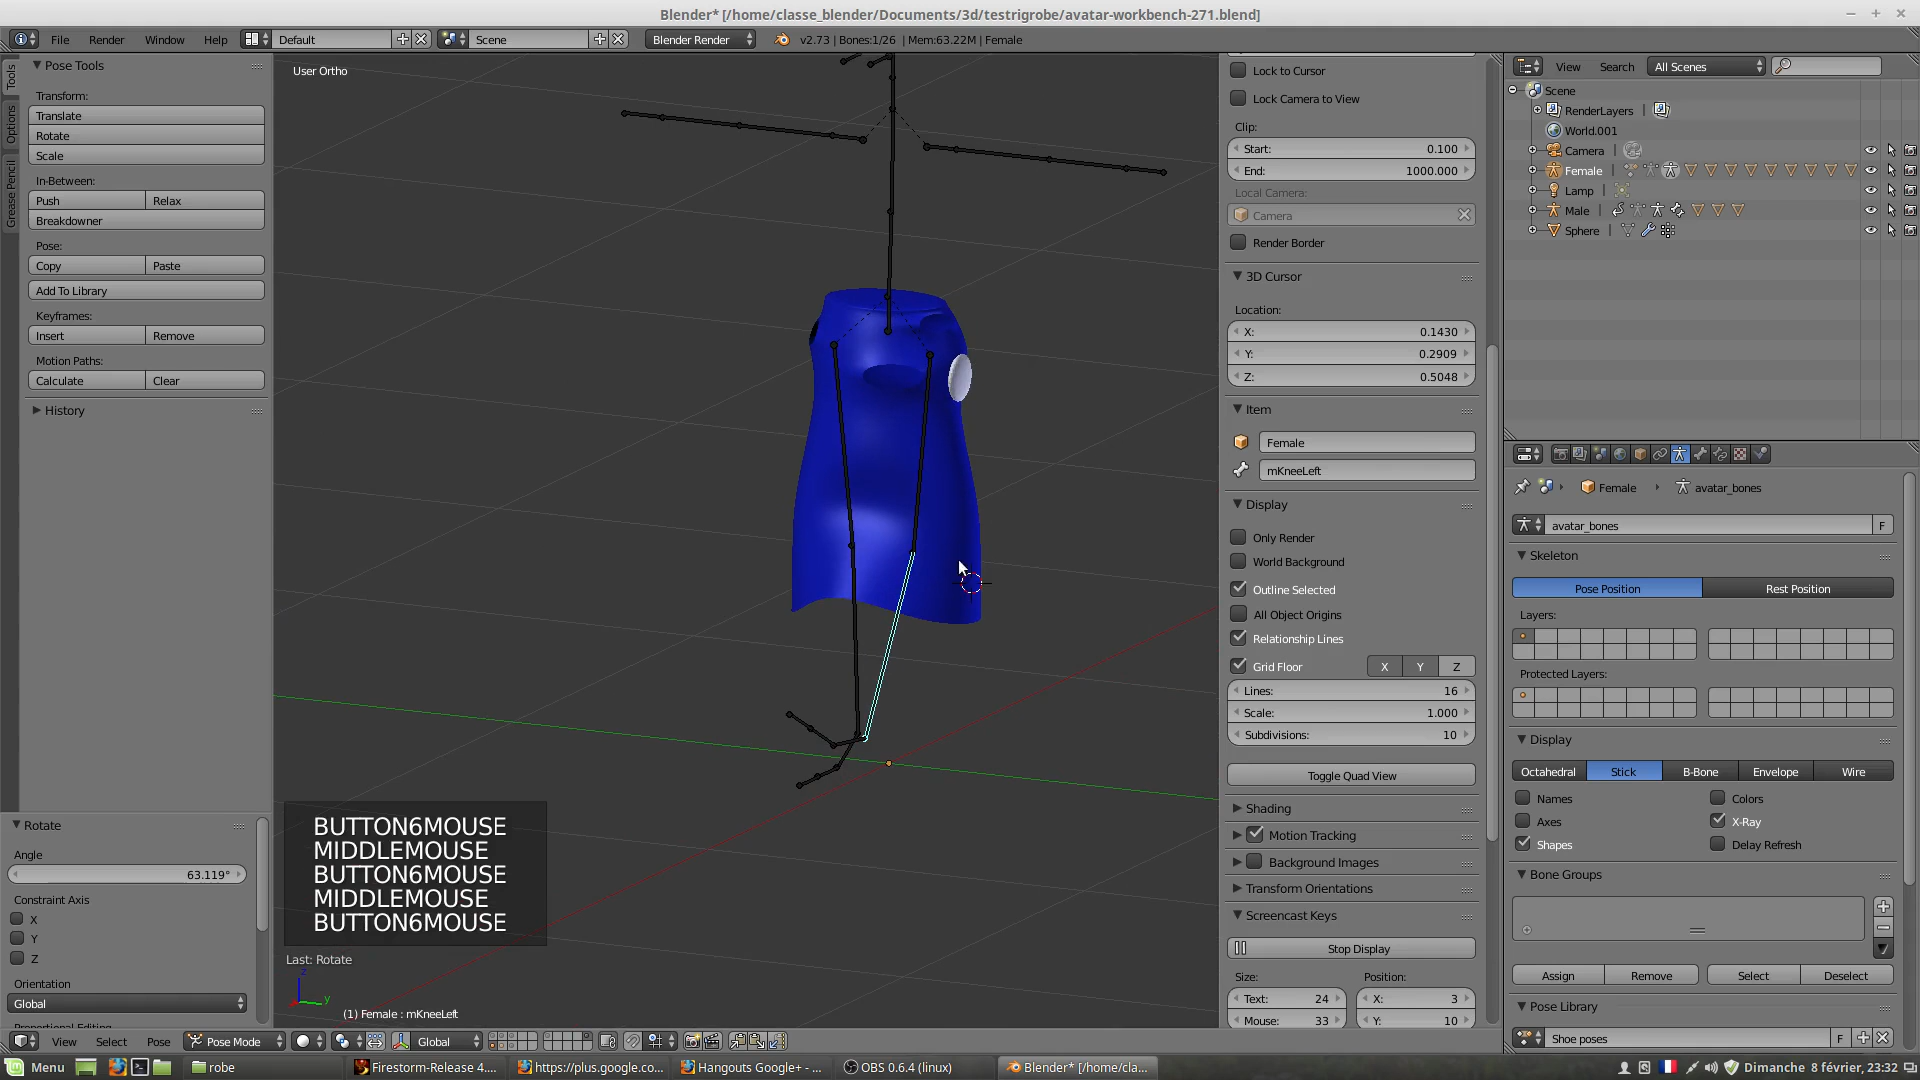 Blender* [/home/classe_blender/Documents/3d/testrigrobe/avatar-workbench-271.blend]
File Render Window Help Default Scene Blender Render v2.73 | Bones:1/26 | Mem:63.22M | Female
Tools
Options
Grease Pencil
Pose Tools
Transform:
Translate
Rotate
Scale
In-Between:
Push Relax
Breakdowner
Pose:
Copy Paste
Add To Library
Keyframes:
Insert Remove
Motion Paths:
Calculate Clear
History
Rotate
Angle
63.119°
Constraint Axis
X
Y
Z
Orientation
Global
User Ortho
BUTTON6MOUSE
MIDDLEMOUSE
BUTTON6MOUSE
MIDDLEMOUSE
BUTTON6MOUSE
Last: Rotate
z
y
(1) Female : mKneeLeft
View Select Pose Pose Mode Global
Lock to Cursor
Lock Camera to View
Clip:
Start: 0.100
End: 1000.000
Local Camera:
Camera
Render Border
3D Cursor
Location:
X: 0.1430
Y: 0.2909
Z: 0.5048
Item
Female
mKneeLeft
Display
Only Render
World Background
Outline Selected
All Object Origins
Relationship Lines
Grid Floor X Y Z
Lines: 16
Scale: 1.000
Subdivisions: 10
Toggle Quad View
Shading
Motion Tracking
Background Images
Transform Orientations
Screencast Keys
Stop Display
Size: Position:
Text: 24 X: 3
Mouse: 33 Y: 10
View Search All Scenes
Scene
RenderLayers
World.001
Camera
Female
Lamp
Male
Sphere
Female avatar_bones
avatar_bones F
Skeleton
Pose Position Rest Position
Layers:
Protected Layers:
Display
Octahedral Stick B-Bone Envelope Wire
Names Colors
Axes X-Ray
Shapes Delay Refresh
Bone Groups
Assign Remove Select Deselect
Pose Library
Shoe poses F
Menu robe Firestorm-Release 4.... https://plus.google.co... Hangouts Google+ - ... OBS 0.6.4 (linux) Blender* [/home/cla... Dimanche 8 février, 23:32